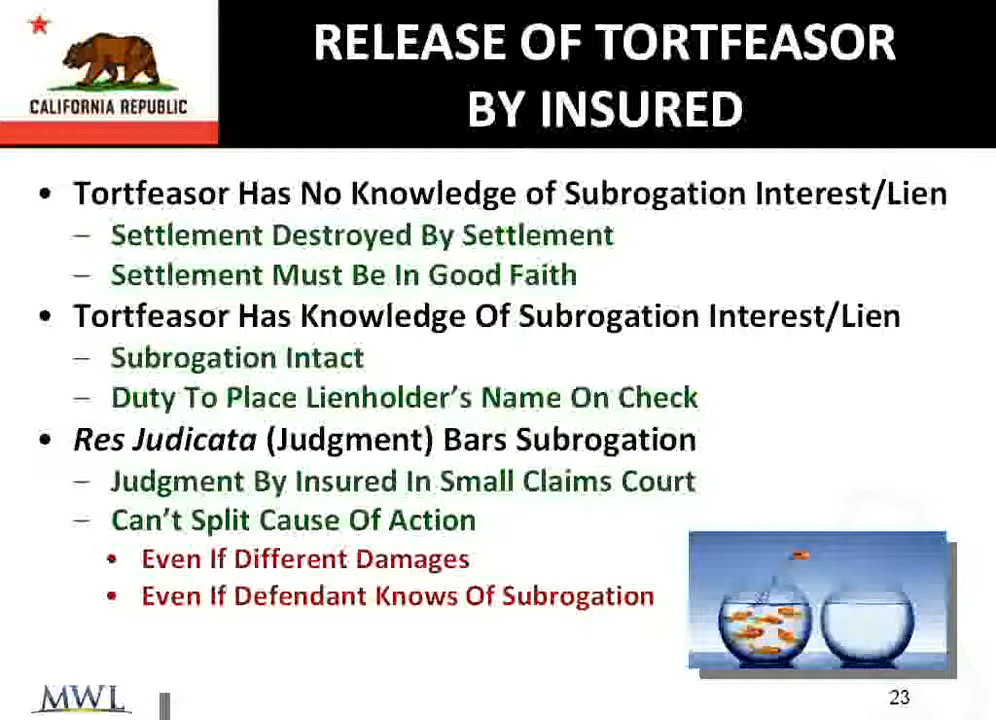 CALIFORNIA REPUBLIC
RELEASE OF TORTFEASOR
BY INSURED
• Tortfeasor Has No Knowledge of Subrogation Interest/Lien
– Settlement Destroyed By Settlement
– Settlement Must Be In Good Faith
• Tortfeasor Has Knowledge Of Subrogation Interest/Lien
– Subrogation Intact
– Duty To Place Lienholder’s Name On Check
• Res Judicata (Judgment) Bars Subrogation
– Judgment By Insured In Small Claims Court
– Can’t Split Cause Of Action
• Even If Different Damages
• Even If Defendant Knows Of Subrogation
MWL
23